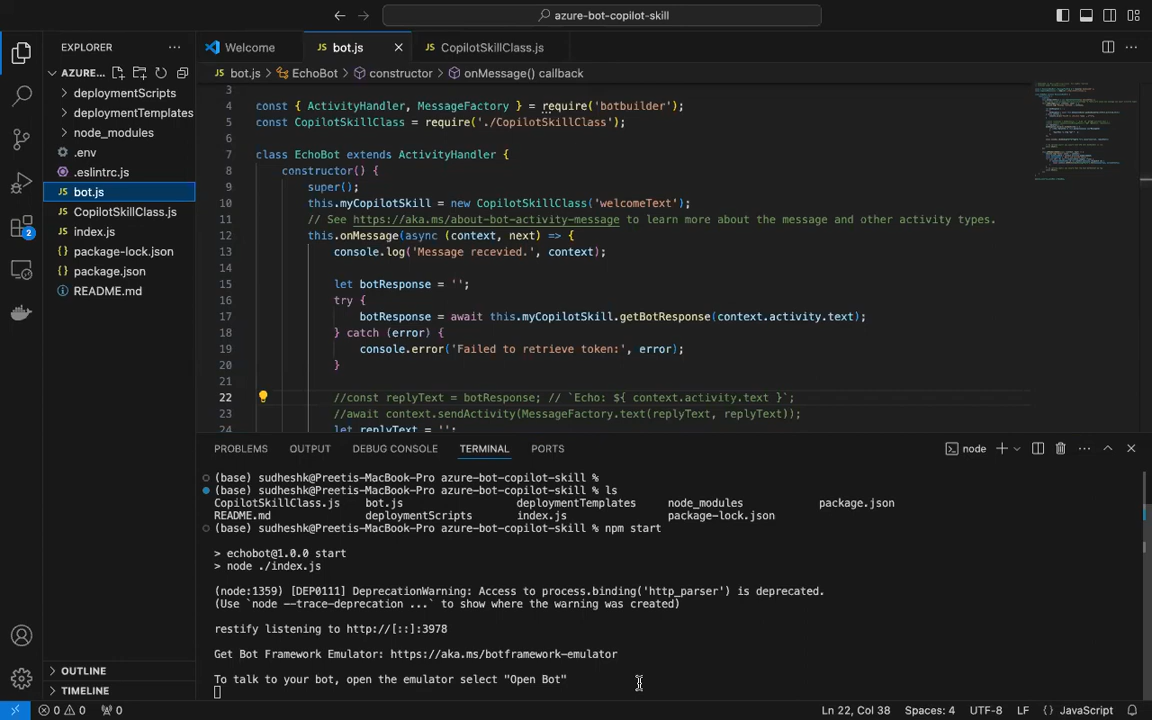 azure-bot-copilot-skill
EXPLORER
Welcome
bot.js
CopilotSkillClass.js
AZURE...
bot.js > EchoBot > constructor > onMessage() callback
deploymentScripts
deploymentTemplates
node_modules
.env
.eslintrc.js
bot.js
CopilotSkillClass.js
index.js
package-lock.json
package.json
README.md
OUTLINE
TIMELINE
2
3
4 const { ActivityHandler, MessageFactory } = require('botbuilder');
5 const CopilotSkillClass = require('./CopilotSkillClass');
6
7 class EchoBot extends ActivityHandler {
8 constructor() {
9 super();
10 this.myCopilotSkill = new CopilotSkillClass('welcomeText');
11 // See https://aka.ms/about-bot-activity-message to learn more about the message and other activity types.
12 this.onMessage(async (context, next) => {
13 console.log('Message recevied.', context);
14
15 let botResponse = '';
16 try {
17 botResponse = await this.myCopilotSkill.getBotResponse(context.activity.text);
18 } catch (error) {
19 console.error('Failed to retrieve token:', error);
20 }
21
22 //const replyText = botResponse; // `Echo: ${ context.activity.text }`;
23 //await context.sendActivity(MessageFactory.text(replyText, replyText));
24 let replyText = '';
PROBLEMS OUTPUT DEBUG CONSOLE TERMINAL PORTS
node
(base) sudheshk@Preetis-MacBook-Pro azure-bot-copilot-skill %
(base) sudheshk@Preetis-MacBook-Pro azure-bot-copilot-skill % ls
CopilotSkillClass.js bot.js deploymentTemplates node_modules package.json
README.md deploymentScripts index.js package-lock.json
(base) sudheshk@Preetis-MacBook-Pro azure-bot-copilot-skill % npm start
> echobot@1.0.0 start
> node ./index.js
(node:1359) [DEP0111] DeprecationWarning: Access to process.binding('http_parser') is deprecated.
(Use `node --trace-deprecation ...` to show where the warning was created)
restify listening to http://[::]:3978
Get Bot Framework Emulator: https://aka.ms/botframework-emulator
To talk to your bot, open the emulator select "Open Bot"
0 0 0 Ln 22, Col 38 Spaces: 4 UTF-8 LF JavaScript